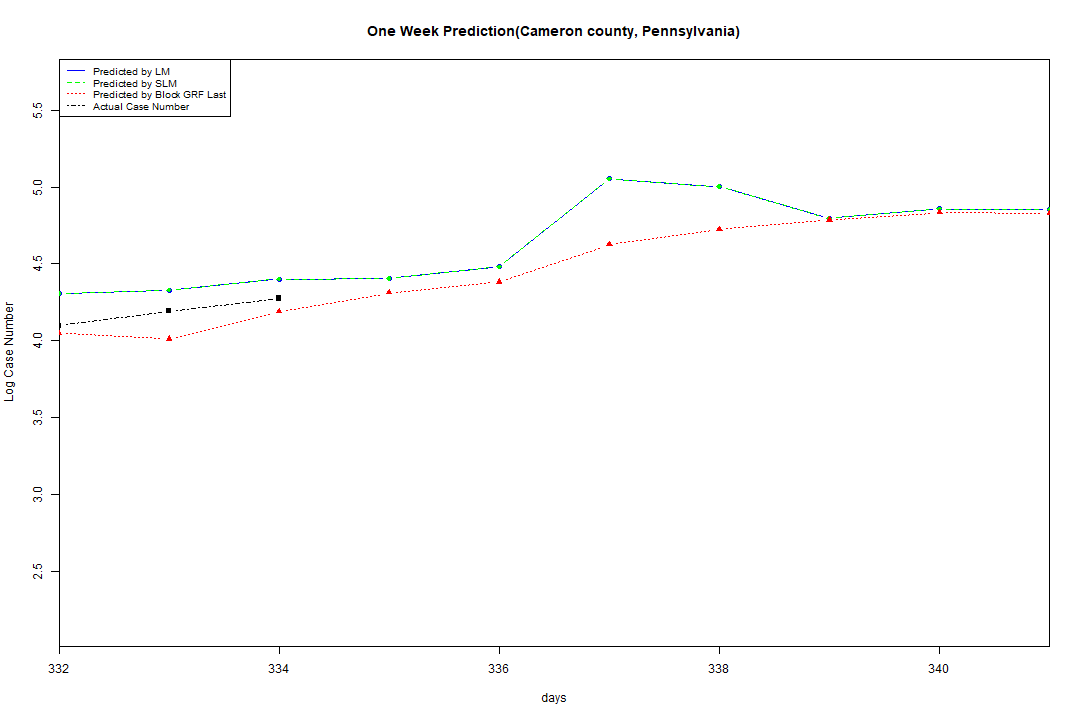 One Week Prediction(Cameron county, Pennsylvania)
Predicted by LM
Predicted by SLM
Predicted by Block GRF Last
Actual Case Number
5.5
5.0
4.5
4.0
3.5
3.0
2.5
Log Case Number
332
334
336
338
340
days